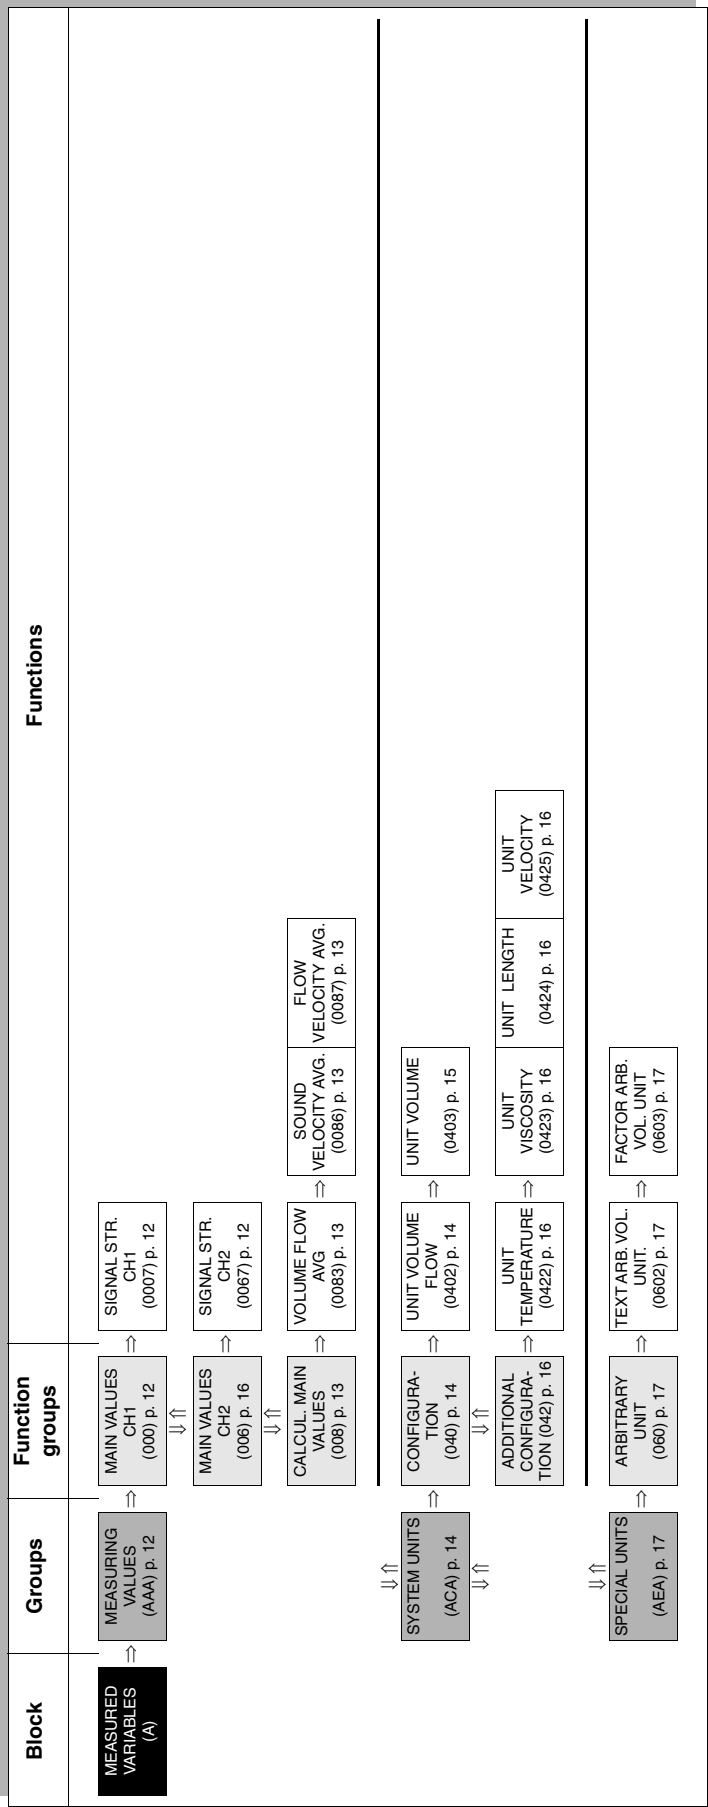 Block
Groups
Function
groups
Functions
MEASURED
VARIABLES
(A)
⇒
MEASURING
VALUES
(AAA) p. 12
⇒
MAIN VALUES
CH1
(000) p. 12
⇒
SIGNAL STR.
CH1
(0007) p. 12
⇓⇑
MAIN VALUES
CH2
(006) p. 16
⇒
SIGNAL STR.
CH2
(0067) p. 12
⇓⇑
CALCUL. MAIN
VALUES
(008) p. 13
⇒
VOLUME FLOW
AVG
(0083) p. 13
⇒
SOUND
VELOCITY AVG.
(0086) p. 13
FLOW
VELOCITY AVG.
(0087) p. 13
⇓⇑
SYSTEM UNITS
(ACA) p. 14
⇒
CONFIGURA-
TION
(040) p. 14
⇒
UNIT VOLUME
FLOW
(0402) p. 14
⇒
UNIT VOLUME
(0403) p. 15
⇓⇑
⇓⇑
ADDITIONAL
CONFIGURA-
TION (042) p. 16
⇒
UNIT
TEMPERATURE
(0422) p. 16
⇒
UNIT
VISCOSITY
(0423) p. 16
UNIT LENGTH
(0424) p. 16
UNIT
VELOCITY
(0425) p. 16
⇓⇑
SPECIAL UNITS
(AEA) p. 17
⇒
ARBITRARY
UNIT
(060) p. 17
⇒
TEXT ARB. VOL.
UNIT.
(0602) p. 17
⇒
FACTOR ARB.
VOL. UNIT
(0603) p. 17